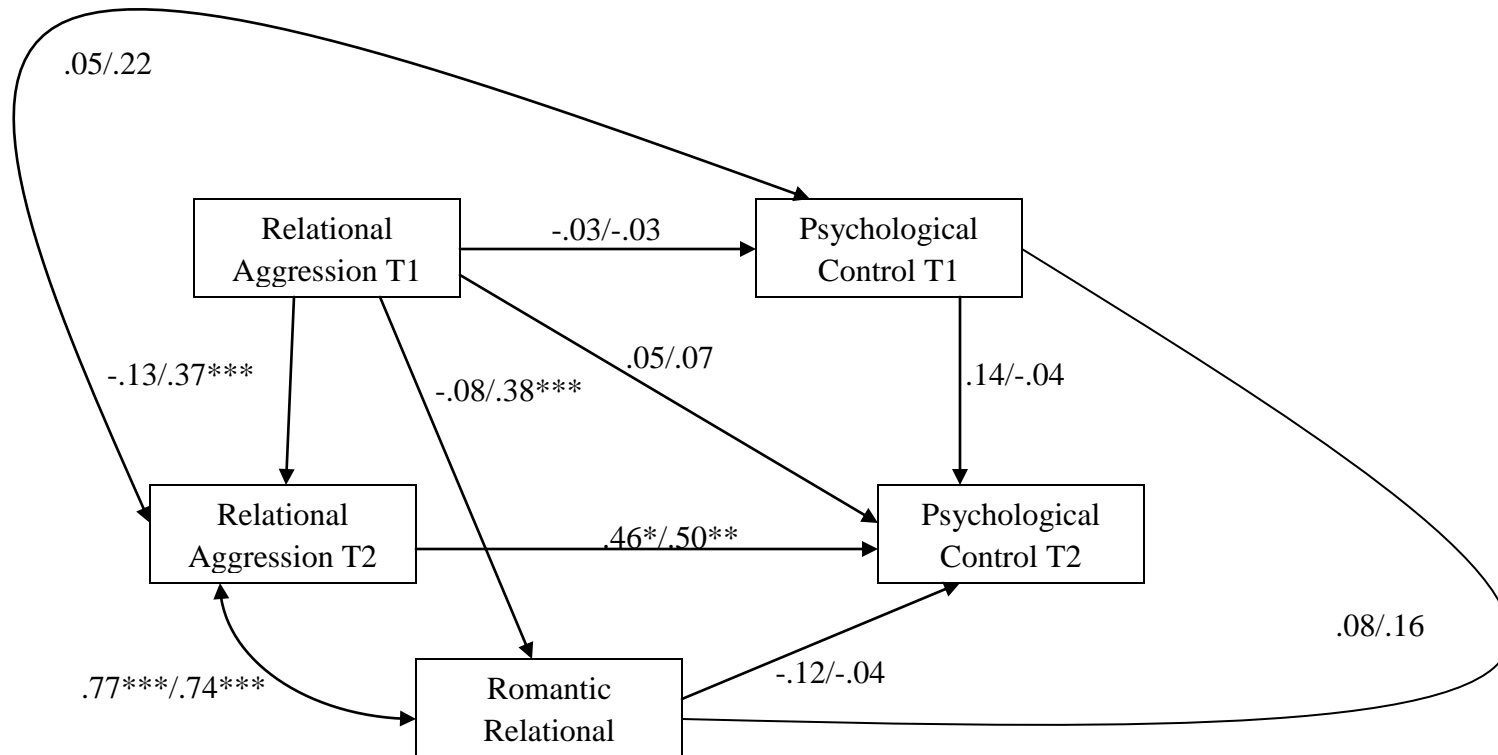 .05/.22
Relational
Aggression T1
-.03/-.03
Psychological
Control T1
-.13/.37***
-.08/.38***
.05/.07
.14/-.04
Relational
Aggression T2
.46*/.50**
Psychological
Control T2
.08/.16
.77***/.74***
Romantic
Relational
-.12/-.04